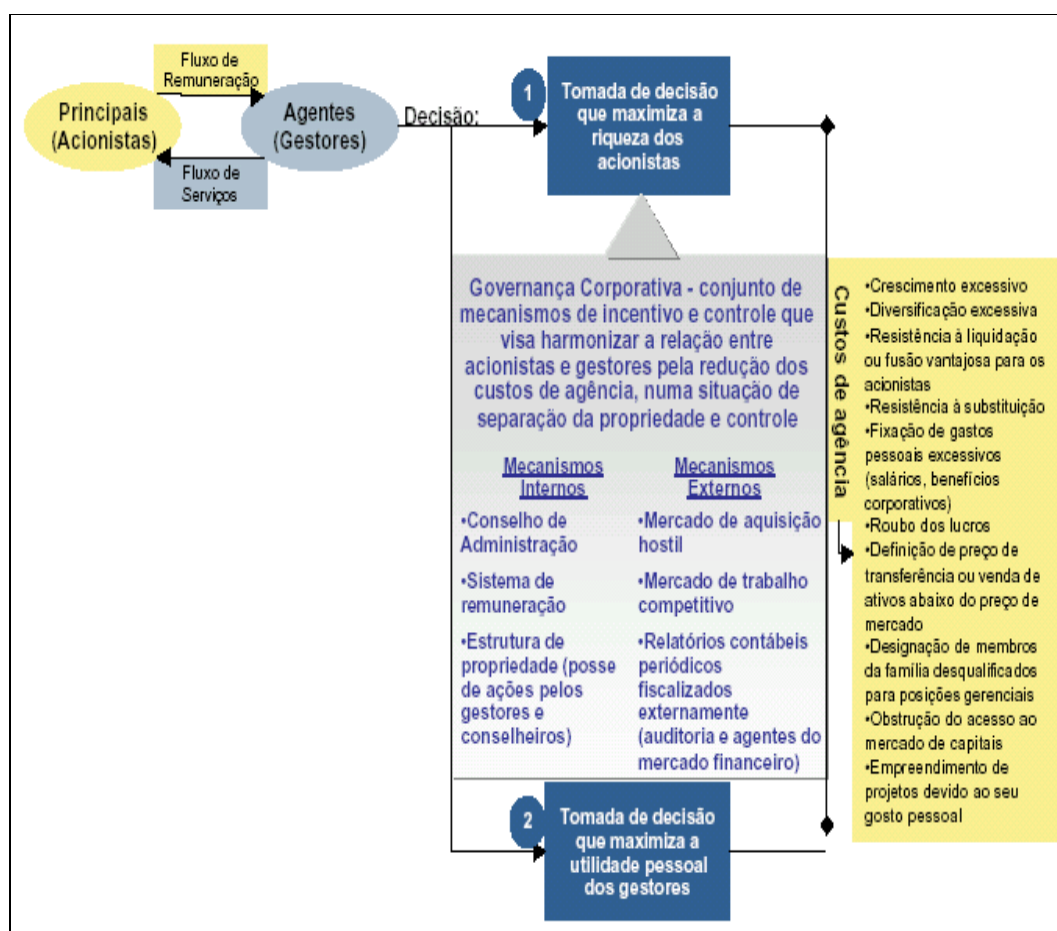 Fluxo de
Remuneração
Principais
(Acionistas)
Agentes
(Gestores)
Fluxo de
Serviços
Decisão:
1
Tomada de decisão
que maximiza a
riqueza dos
acionistas
Governança Corporativa - conjunto de
mecanismos de incentivo e controle que
visa harmonizar a relação entre
acionistas e gestores pela redução dos
custos de agência, numa situação de
separação da propriedade e controle
Mecanismos
Internos
•Conselho de
Administração
•Sistema de
remuneração
•Estrutura de
propriedade (posse
de ações pelos
gestores e
conselheiros)
Mecanismos
Externos
•Mercado de aquisição
hostil
•Mercado de trabalho
competitivo
•Relatórios contábeis
periódicos
fiscalizados
externamente
(auditoria e agentes do
mercado financeiro)
2
Tomada de decisão
que maximiza a
utilidade pessoal
dos gestores
Custos de agência
•Crescimento excessivo
•Diversificação excessiva
•Resistência à liquidação
ou fusão vantajosa para os
acionistas
•Resistência à substituição
•Fixação de gastos
pessoais excessivos
(salários, benefícios
corporativos)
•Roubo dos lucros
•Definição de preço de
transferência ou venda de
ativos abaixo do preço de
mercado
•Designação de membros
da família desqualificados
para posições gerenciais
•Obstrução do acesso ao
mercado de capitais
•Empreendimento de
projetos devido ao seu
gosto pessoal